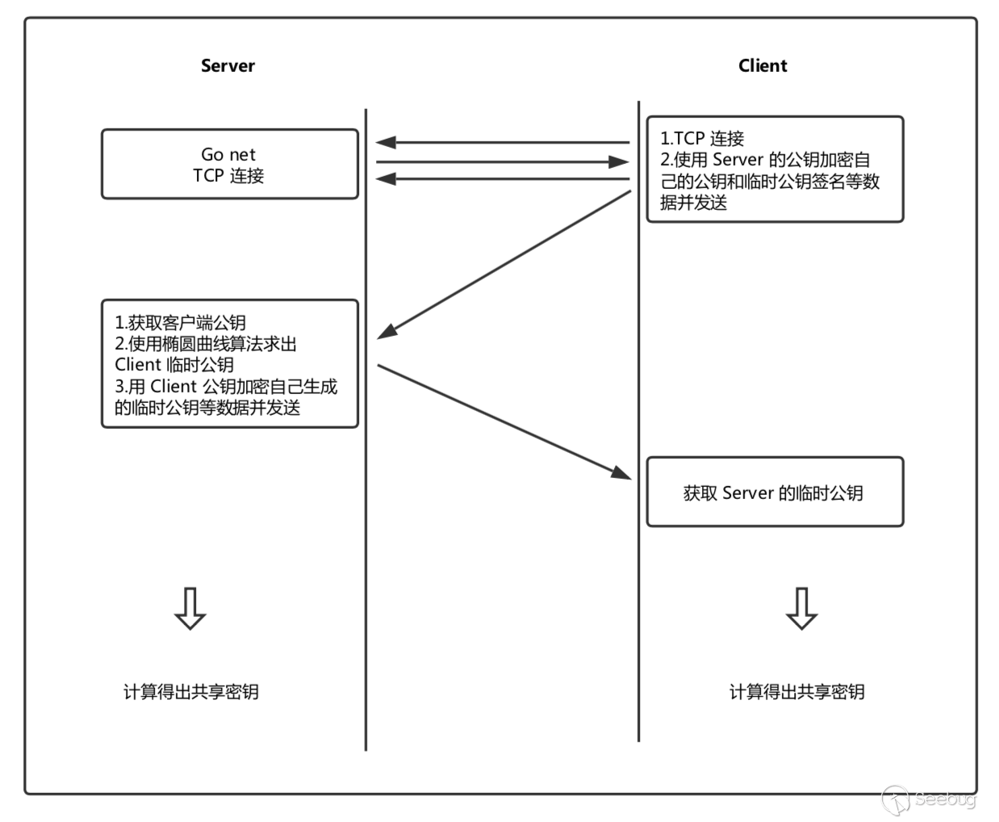 Server
Client
Go net
TCP 连接
1.TCP 连接
2.使用 Server 的公钥加密自
己的公钥和临时公钥签名等数
据并发送
1.获取客户端公钥
2.使用椭圆曲线算法求出
Client 临时公钥
3.用 Client 公钥加密自己生成
的临时公钥等数据并发送
获取 Server 的临时公钥
计算得出共享密钥
计算得出共享密钥
Seebug